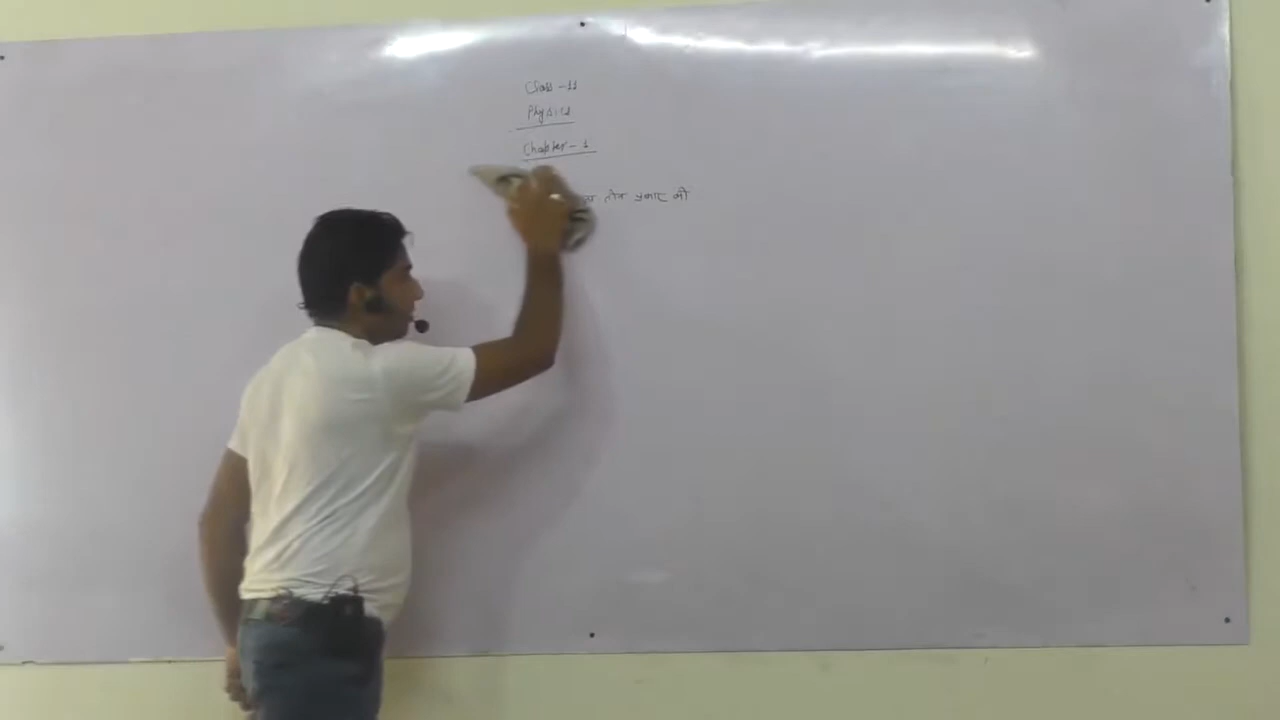 Class - 11
Physics
Chapter - 1
तीन प्रकार की